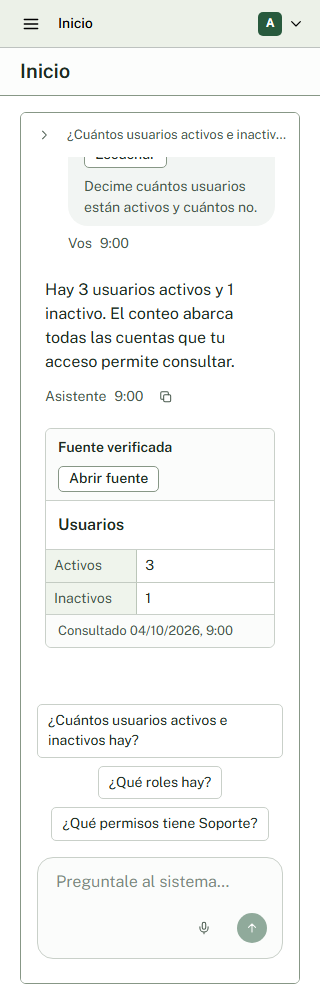 Inicio
A
Inicio
¿Cuántos usuarios activos e inactiv...
Escuchar
Decime cuántos usuarios
están activos y cuántos no.
Vos 9:00
Hay 3 usuarios activos y 1
inactivo. El conteo abarca
todas las cuentas que tu
acceso permite consultar.
Asistente 9:00
Fuente verificada
Abrir fuente
Usuarios
Activos 3
Inactivos 1
Consultado 04/10/2026, 9:00
¿Cuántos usuarios activos e
inactivos hay?
¿Qué roles hay?
¿Qué permisos tiene Soporte?
Preguntale al sistema...